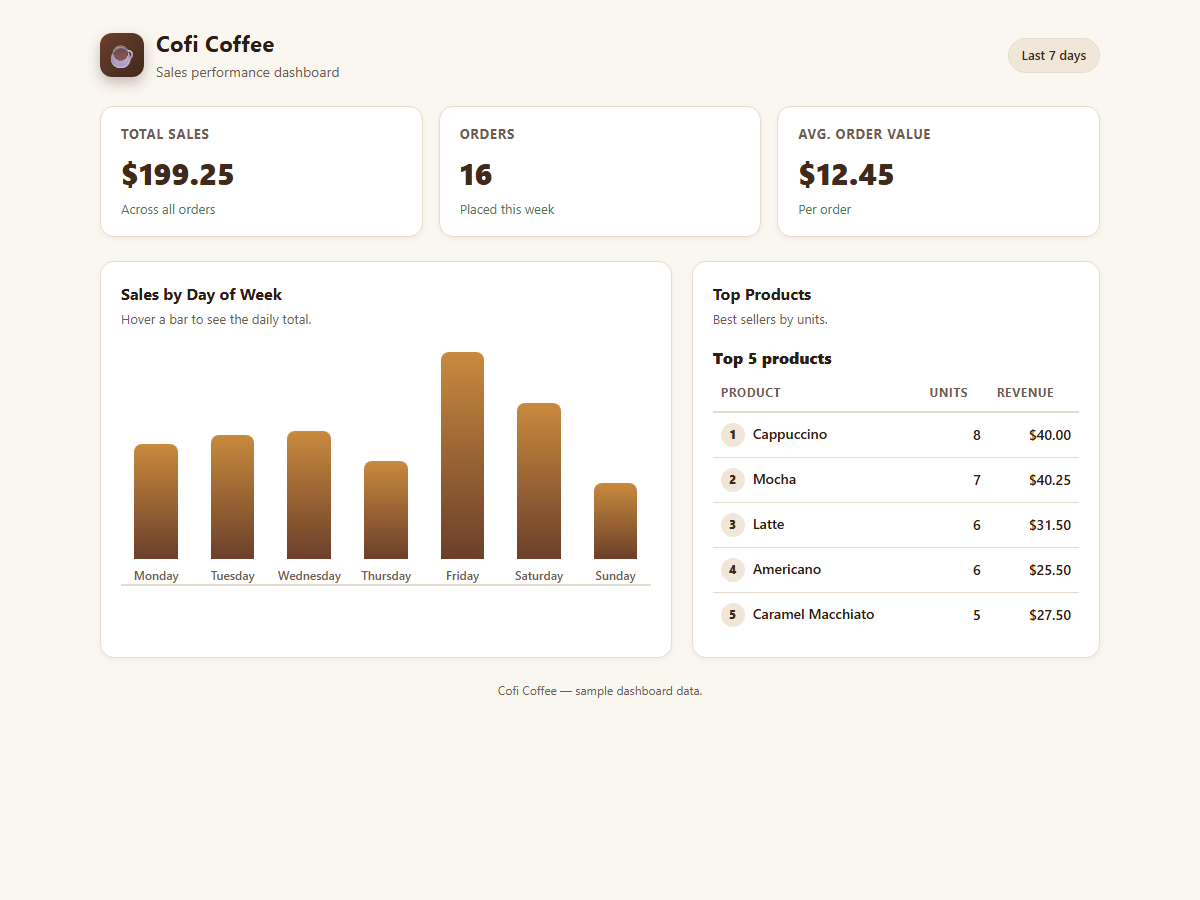 Cofi Coffee
Sales performance dashboard
Last 7 days
TOTAL SALES
$199.25
Across all orders
ORDERS
16
Placed this week
AVG. ORDER VALUE
$12.45
Per order
Sales by Day of Week
Hover a bar to see the daily total.
Monday Tuesday Wednesday Thursday Friday Saturday Sunday
Top Products
Best sellers by units.
Top 5 products
PRODUCT UNITS REVENUE
1 Cappuccino 8 $40.00
2 Mocha 7 $40.25
3 Latte 6 $31.50
4 Americano 6 $25.50
5 Caramel Macchiato 5 $27.50
Cofi Coffee — sample dashboard data.